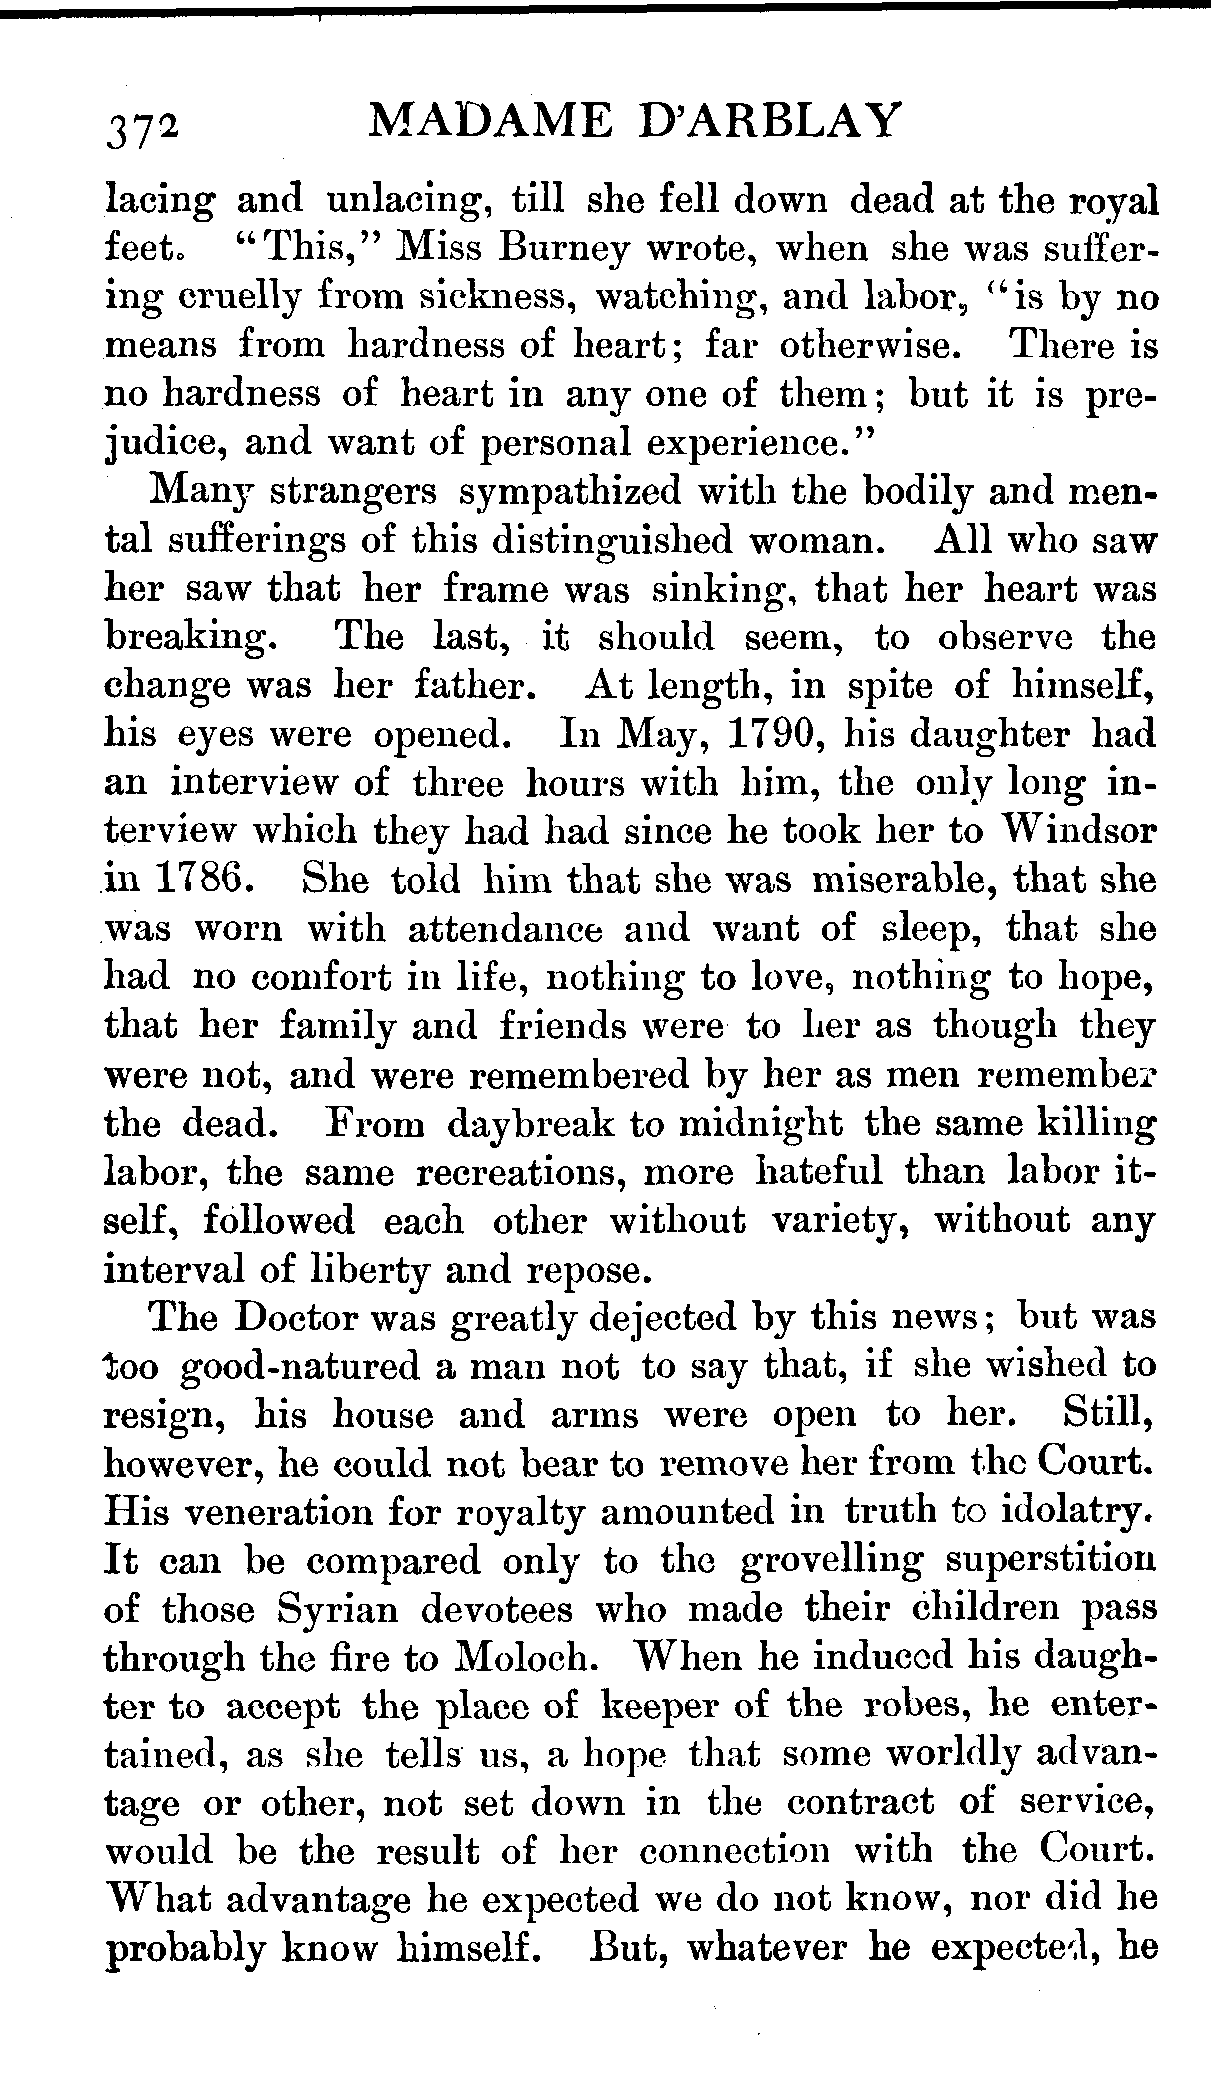 372 MADAME D'ARBLAY
lacing and unlacing, till she fell down dead at the royal
feet. "This," Miss Burney wrote, when she was suffer-
ing cruelly from sickness, watching, and labor, "is by no
means from hardness of heart; far otherwise. There is
no hardness of heart in any one of them; but it is pre-
judice, and want of personal experience."
Many strangers sympathized with the bodily and men-
tal sufferings of this distinguished woman. All who saw
her saw that her frame was sinking, that her heart was
breaking. The last, it should seem, to observe the
change was her father. At length, in spite of himself,
his eyes were opened. In May, 1790, his daughter had
an interview of three hours with him, the only long in-
terview which they had had since he took her to Windsor
in 1786. She told him that she was miserable, that she
was worn with attendance and want of sleep, that she
had no comfort in life, nothing to love, nothing to hope,
that her family and friends were to her as though they
were not, and were remembered by her as men remember
the dead. From daybreak to midnight the same killing
labor, the same recreations, more hateful than labor it-
self, followed each other without variety, without any
interval of liberty and repose.
The Doctor was greatly dejected by this news; but was
too good-natured a man not to say that, if she wished to
resign, his house and arms were open to her. Still,
however, he could not bear to remove her from the Court.
His veneration for royalty amounted in truth to idolatry.
It can be compared only to the grovelling superstition
of those Syrian devotees who made their children pass
through the fire to Moloch. When he induced his daugh-
ter to accept the place of keeper of the robes, he enter-
tained, as she tells us, a hope that some worldly advan-
tage or other, not set down in the contract of service,
would be the result of her connection with the Court.
What advantage he expected we do not know, nor did he
probably know himself. But, whatever he expected, he